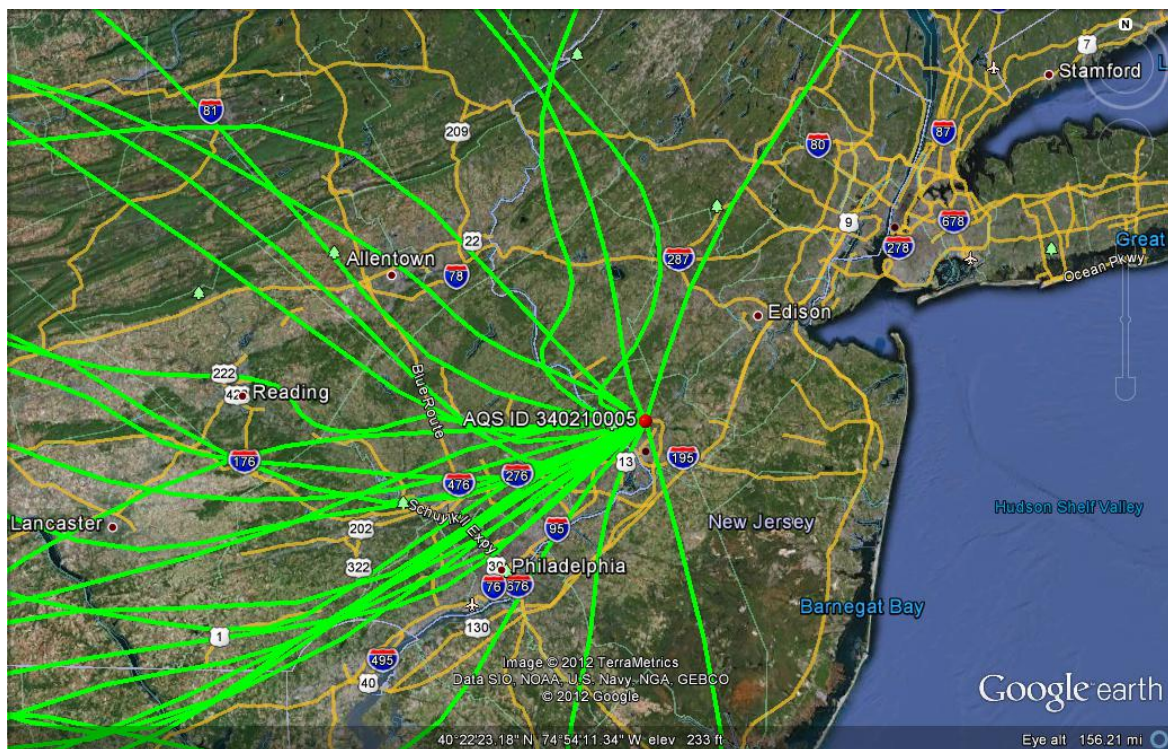 N
7
Stamford
81
209
80
87
9
678
22
287
278
Great
Allentown
78
Ocean Pkwy
Edison
222
Reading
Blue Route
AQS ID 340210005
13
195
176
276
476
Schuylkill Expy
Lancaster
New Jersey
Hudson Shelf Valley
202
95
322
30
Philadelphia
76
676
Barnegat Bay
1
130
495
40
Image © 2012 TerraMetrics
Data SIO, NOAA, U.S. Navy, NGA, GEBCO
© 2012 Google
Google earth
40°22'23.18" N 74°54'11.34" W elev 233 ft
Eye alt 156.21 mi